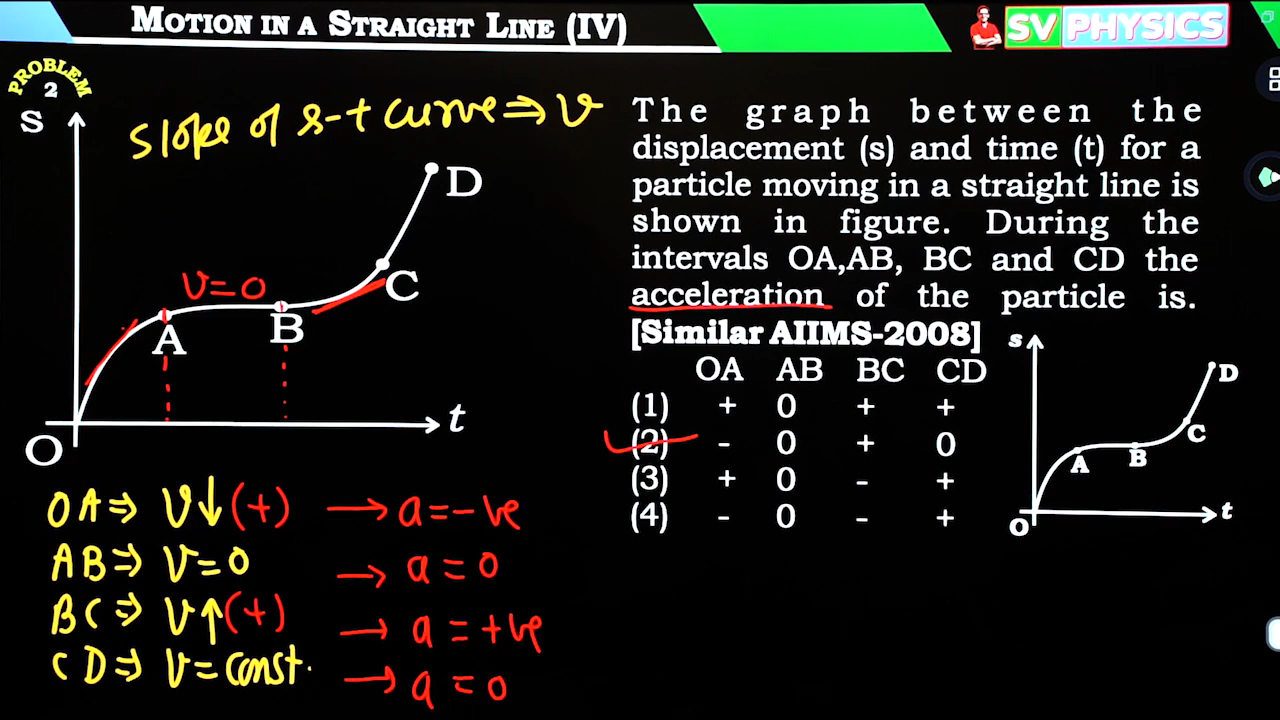 MOTION IN A STRAIGHT LINE (IV)
SV PHYSICS
PROBLEM
2
S
slope of s-t curve ⇒ v
D
v=0
C
A
B
O
t
OA ⇒ v↓ (+) → a = -ve
AB ⇒ v=0 → a = 0
BC ⇒ v↑ (+) → a = +ve
CD ⇒ v = const. → a = 0
The graph between the
displacement (s) and time (t) for a
particle moving in a straight line is
shown in figure. During the
intervals OA,AB, BC and CD the
acceleration of the particle is.
[Similar AIIMS-2008]
OA AB BC CD
(1) + 0 + +
(2) - 0 + 0
(3) + 0 - +
(4) - 0 - +
s
D
C
A
B
O
t